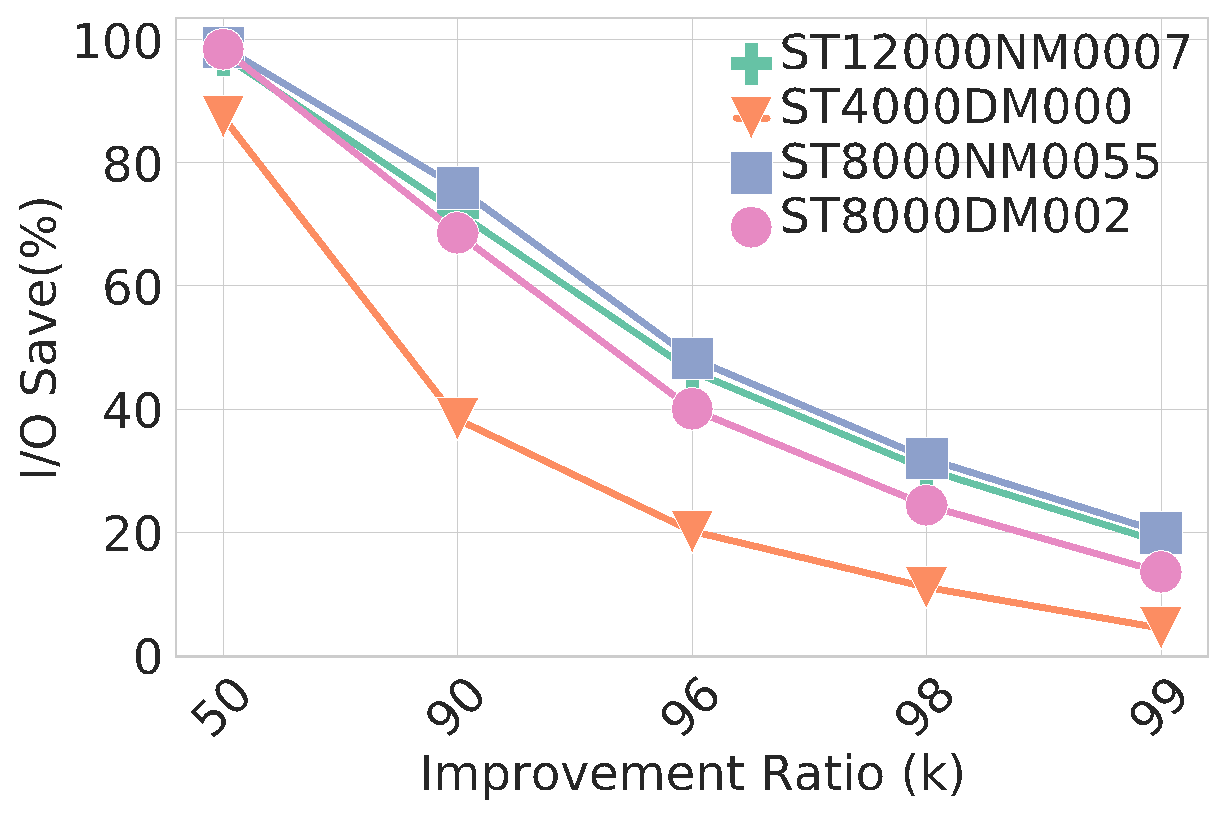 100
80
60
40
20
0
I/O Save(%)
ST12000NM0007
ST4000DM000
ST8000NM0055
ST8000DM002
50 90 96 98 99
Improvement Ratio (k)